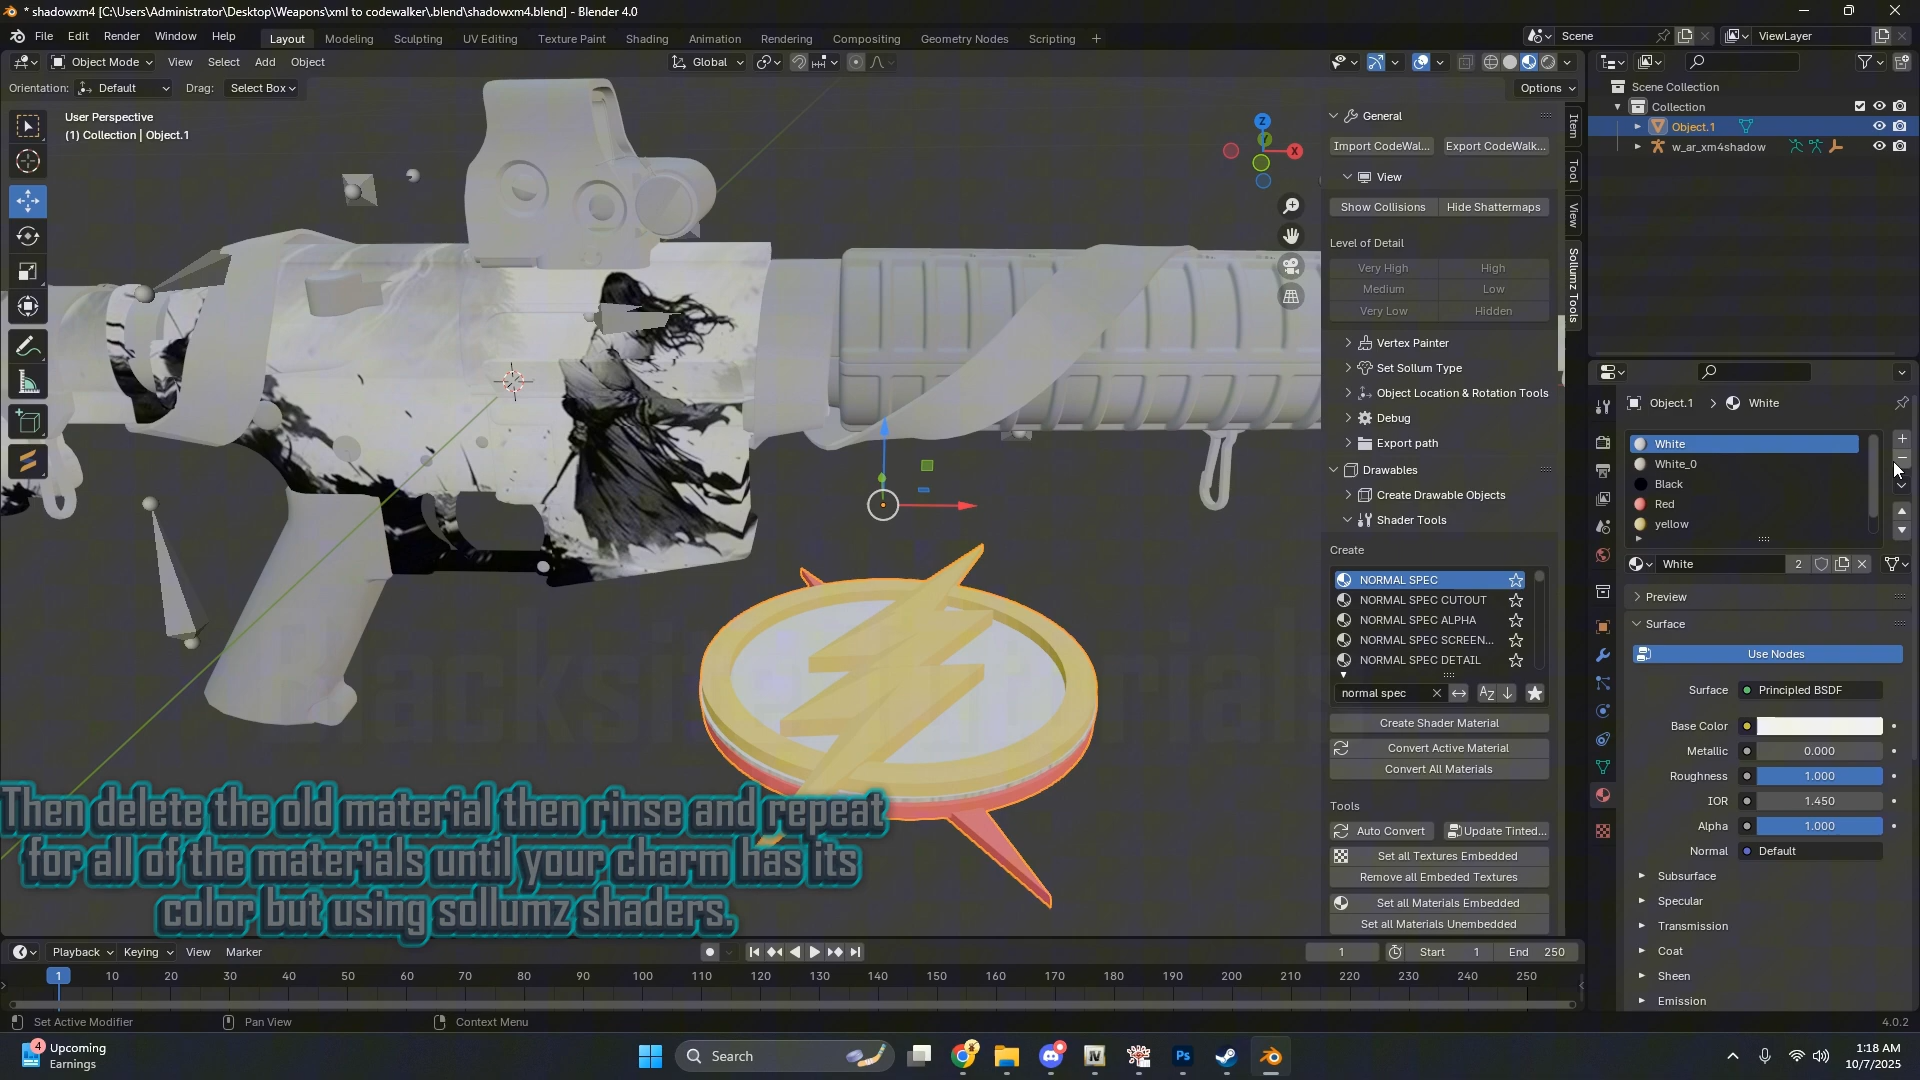 * shadowxm4 [C:\Users\Administrator\Desktop\Weapons\xml to codewalker\.blend\shadowxm4.blend] - Blender 4.0
File Edit Render Window Help
Layout Modeling Sculpting UV Editing Texture Paint Shading Animation Rendering Compositing Geometry Nodes Scripting +
Scene
ViewLayer
Object Mode View Select Add Object
Global
Orientation: Default Drag: Select Box
Options
User Perspective
(1) Collection | Object.1
Z
Y
X
General
Import CodeWal... Export CodeWalk...
View
Show Collisions Hide Shattermaps
Level of Detail
Very High High
Medium Low
Very Low Hidden
Vertex Painter
Set Sollum Type
Object Location & Rotation Tools
Debug
Export path
Drawables
Create Drawable Objects
Shader Tools
Create
NORMAL SPEC
NORMAL SPEC CUTOUT
NORMAL SPEC ALPHA
NORMAL SPEC SCREEN...
NORMAL SPEC DETAIL
normal spec
Create Shader Material
Convert Active Material
Convert All Materials
Tools
Auto Convert Update Tinted...
Set all Textures Embedded
Remove all Embeded Textures
Set all Materials Embedded
Set all Materials Unembedded
Item
Tool
View
Sollumz Tools
Scene Collection
Collection
Object.1
w_ar_xm4shadow
Object.1 > White
White
White_0
Black
Red
yellow
White 2
Preview
Surface
Use Nodes
Surface Principled BSDF
Base Color
Metallic 0.000
Roughness 1.000
IOR 1.450
Alpha 1.000
Normal Default
Subsurface
Specular
Transmission
Coat
Sheen
Emission
Then delete the old material then rinse and repeat
for all of the materials until your charm has its
color but using sollumz shaders.
Playback Keying View Marker
1 Start 1 End 250
1 10 20 30 40 50 60 70 80 90 100 110 120 130 140 150 160 170 180 190 200 210 220 230 240 250
Set Active Modifier Pan View Context Menu
4.0.2
4
Upcoming
Earnings
Search
Ps
1:18 AM
10/7/2025